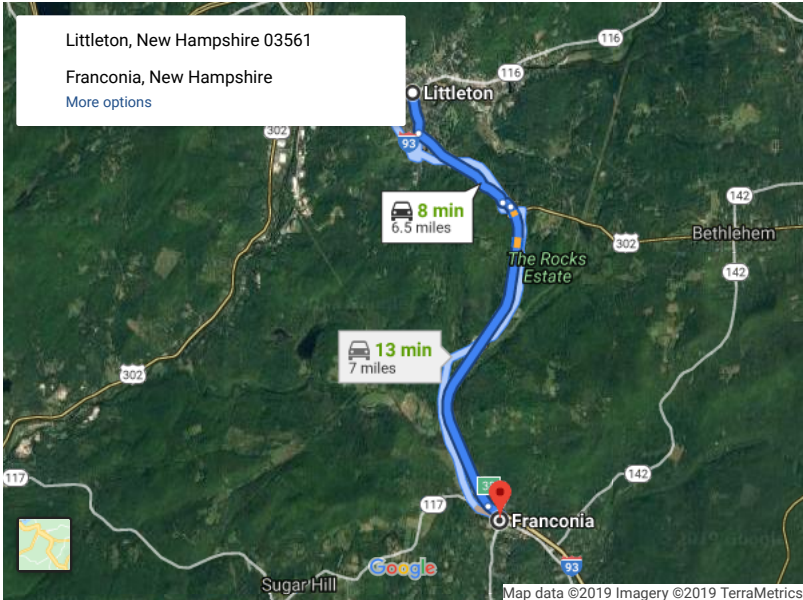 Littleton, New Hampshire 03561
Franconia, New Hampshire
More options
116
116
Littleton
302
93
142
8 min
6.5 miles
302
Bethlehem
The Rocks
Estate
142
13 min
7 miles
302
117
142
117
Franconia
93
Google
Sugar Hill
Map data ©2019 Imagery ©2019 TerraMetrics